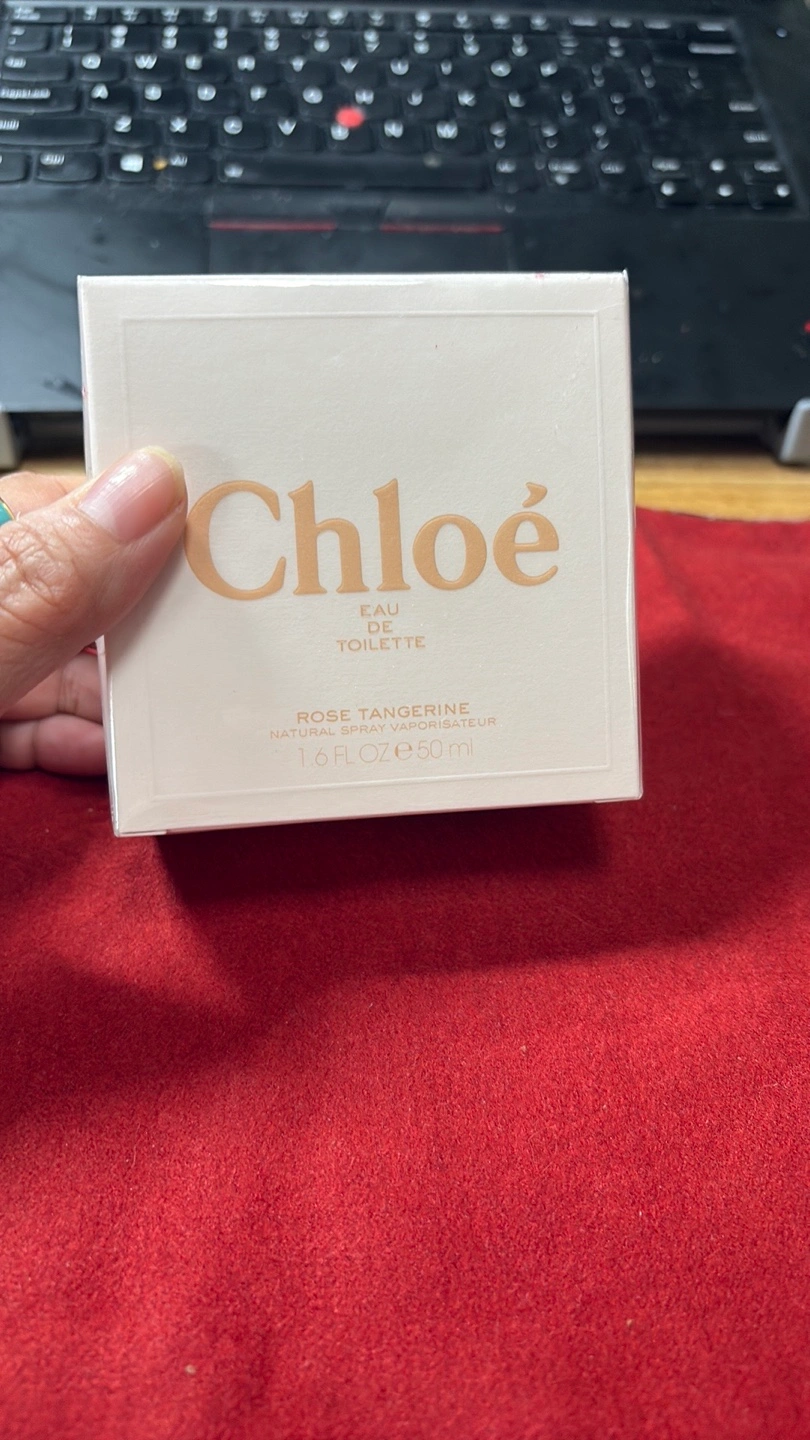 Chloé
EAU
DE
TOILETTE
ROSE TANGERINE
NATURAL SPRAY VAPORISATEUR
1.6 FL OZ e 50 ml